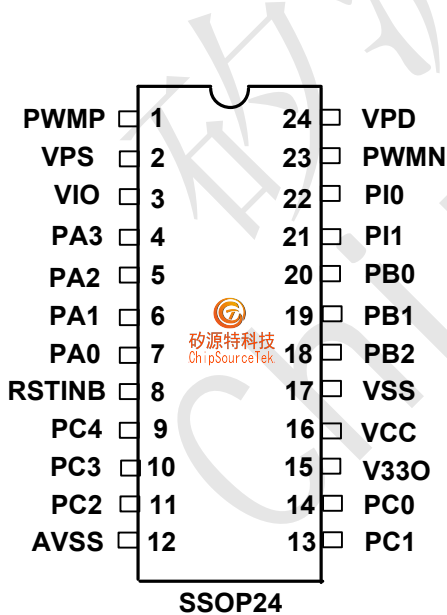 PWMP 1 24 VPD
VPS 2 23 PWMN
VIO 3 22 PI0
PA3 4 21 PI1
PA2 5 20 PB0
PA1 6 19 PB1
PA0 7 18 PB2
矽源特科技
ChipSourceTek
RSTINB 8 17 VSS
PC4 9 16 VCC
PC3 10 15 V33O
PC2 11 14 PC0
AVSS 12 13 PC1
SSOP24